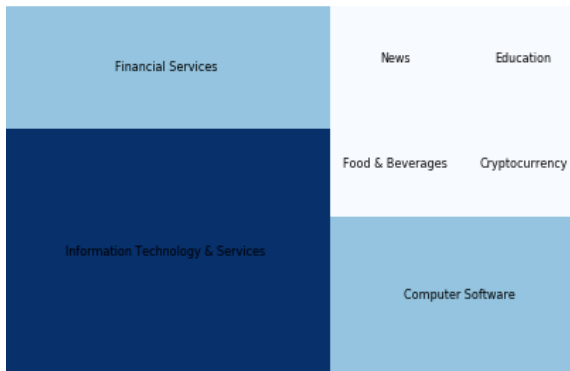 Financial Services
News
Education
Food & Beverages
Cryptocurrency
Information Technology & Services
Computer Software